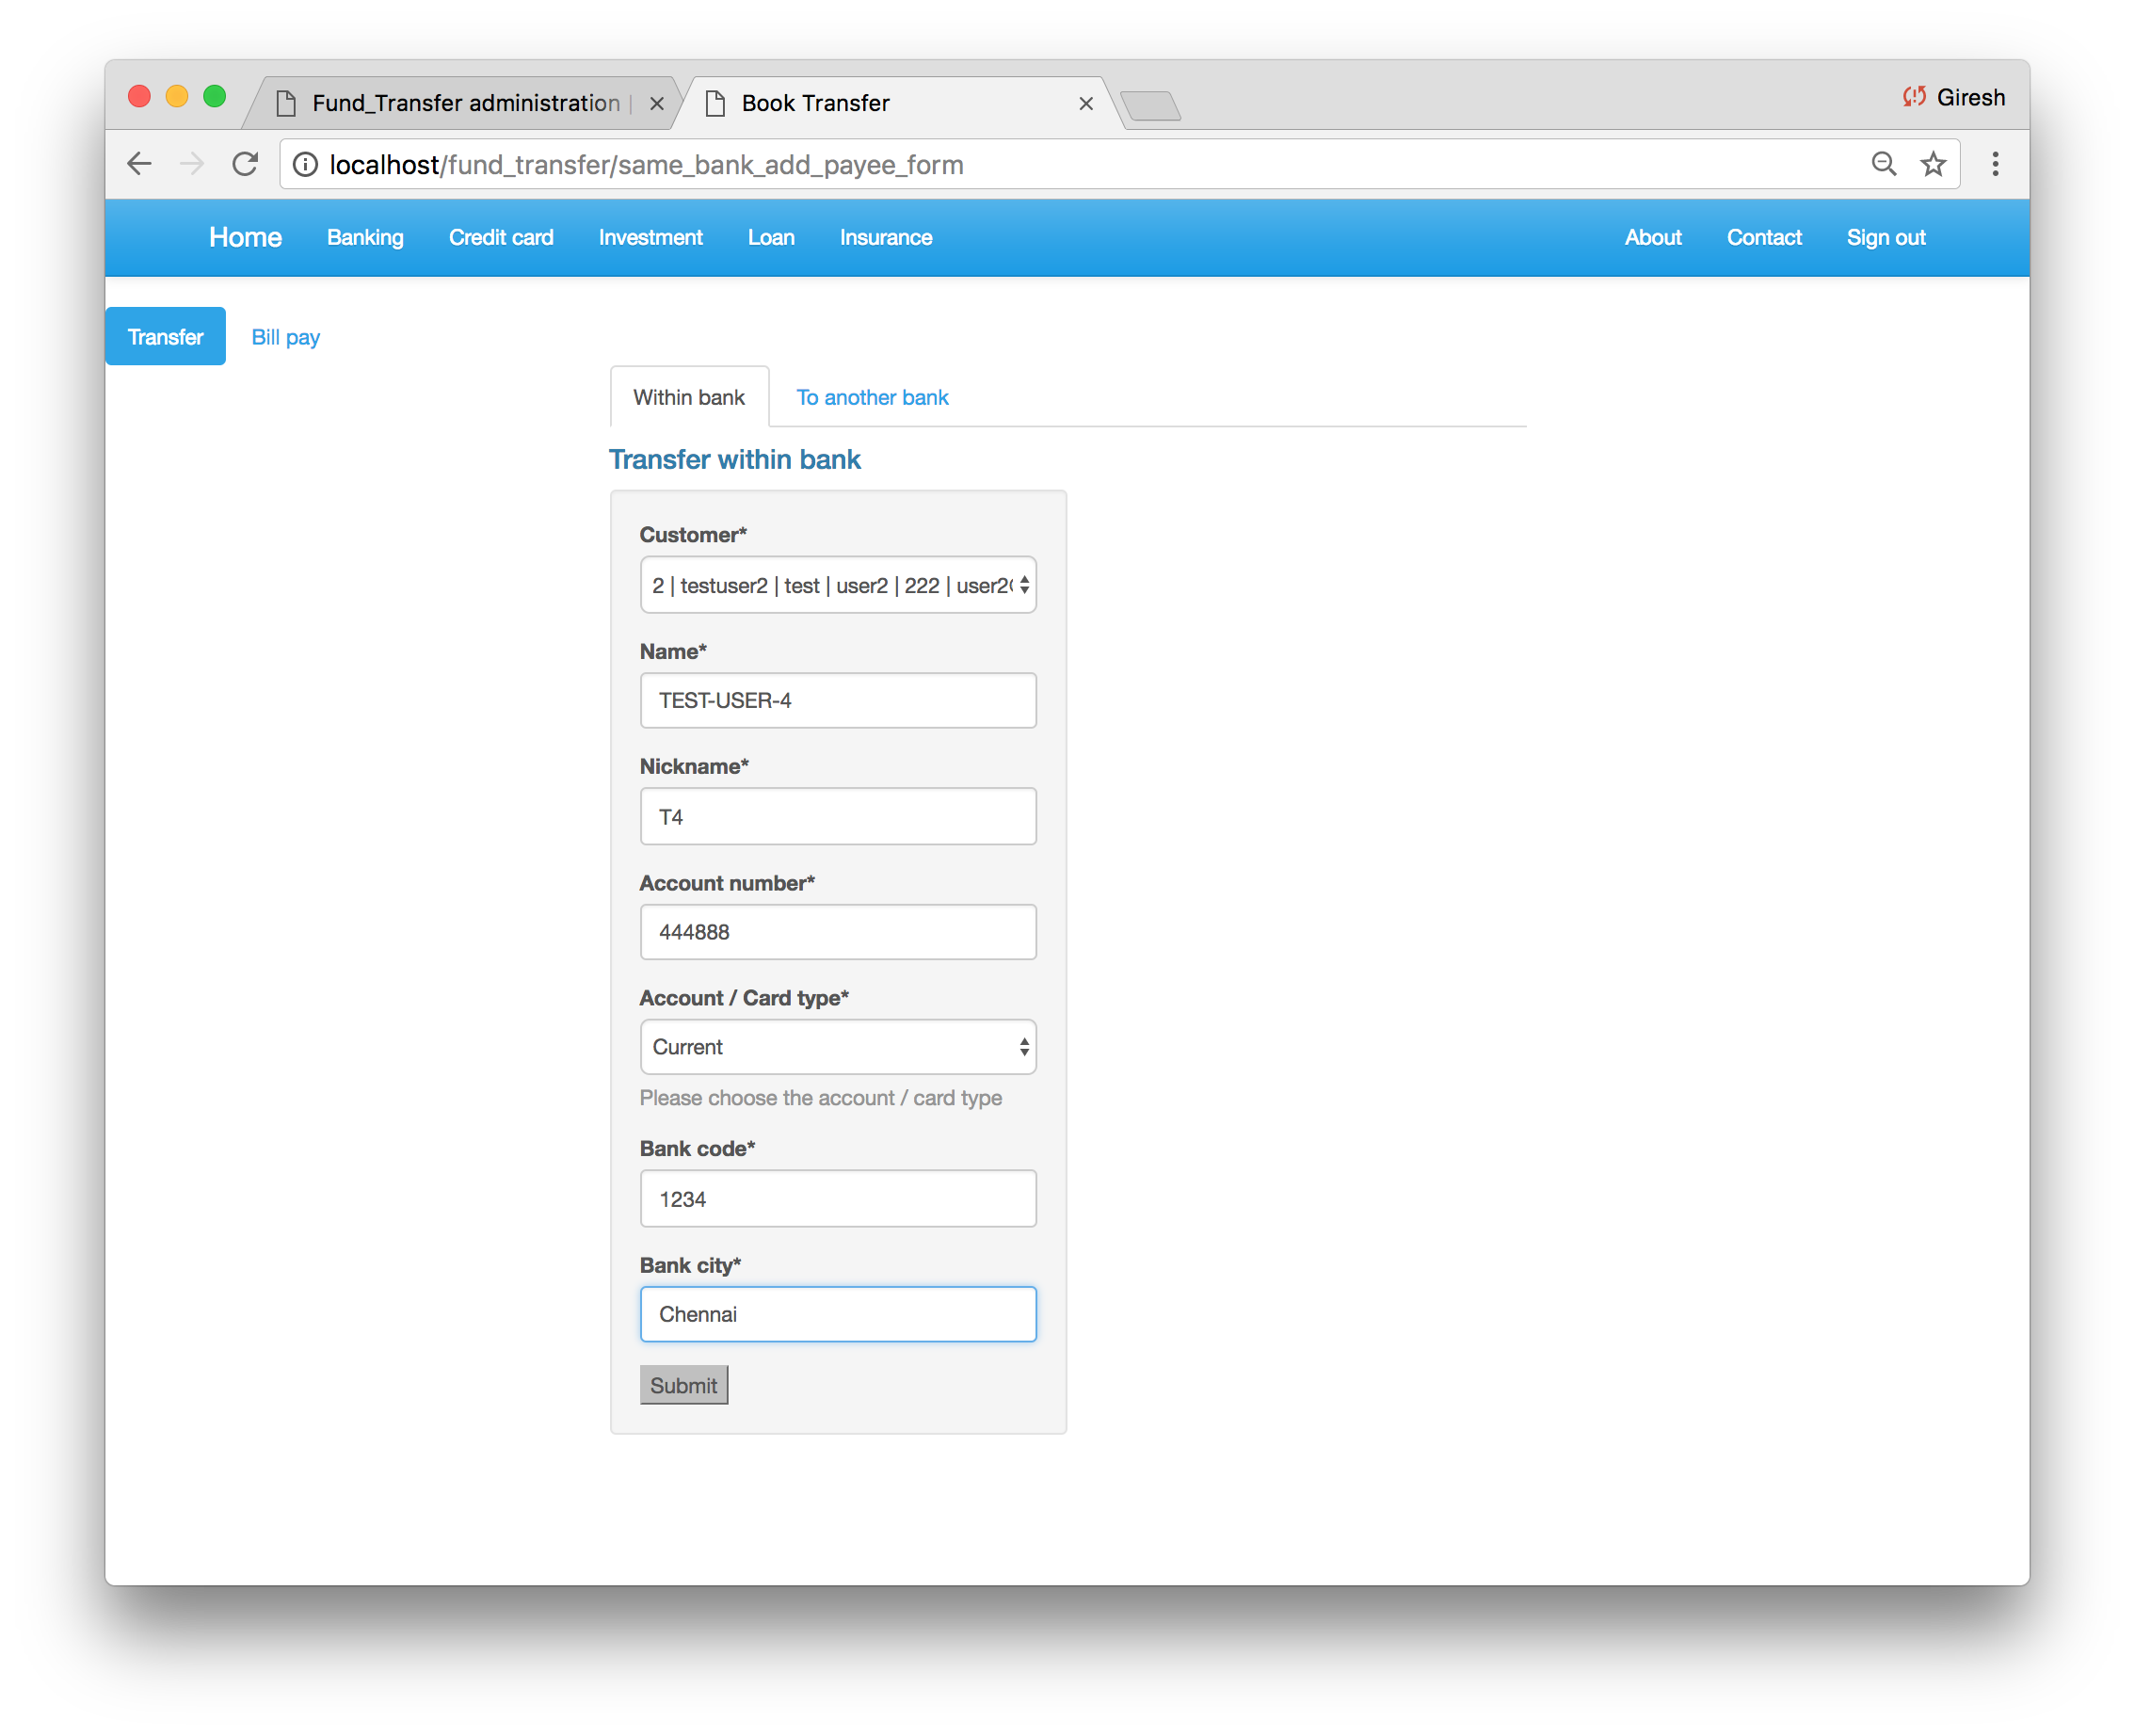 Fund_Transfer administration |
Book Transfer
Giresh
localhost/fund_transfer/same_bank_add_payee_form
Home Banking Credit card Investment Loan Insurance About Contact Sign out
Transfer Bill pay
Within bank To another bank
Transfer within bank
Customer*
2 | testuser2 | test | user2 | 222 | user2
Name*
TEST-USER-4
Nickname*
T4
Account number*
444888
Account / Card type*
Current
Please choose the account / card type
Bank code*
1234
Bank city*
Chennai
Submit